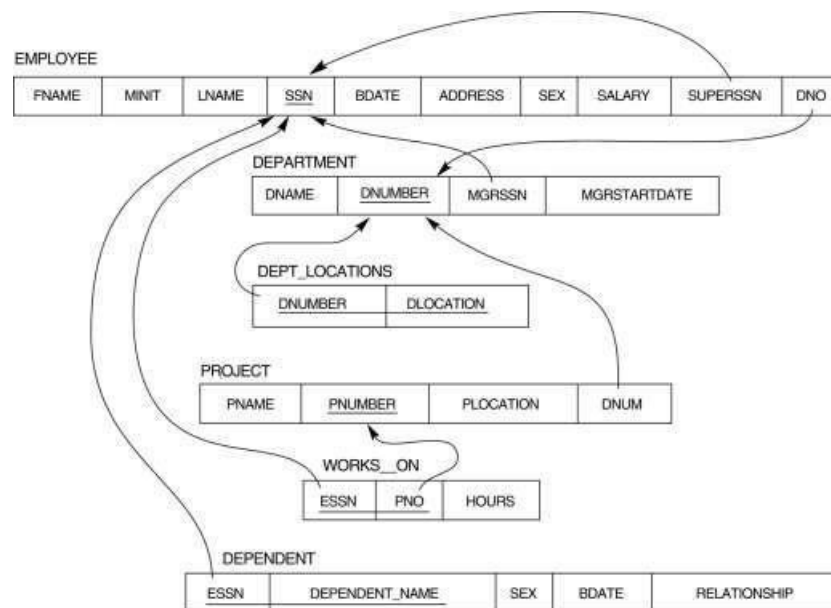 EMPLOYEE
FNAME MINIT LNAME SSN BDATE ADDRESS SEX SALARY SUPERSSN DNO
DEPARTMENT
DNAME DNUMBER MGRSSN MGRSTARTDATE
DEPT_LOCATIONS
DNUMBER DLOCATION
PROJECT
PNAME PNUMBER PLOCATION DNUM
WORKS_ON
ESSN PNO HOURS
DEPENDENT
ESSN DEPENDENT_NAME SEX BDATE RELATIONSHIP